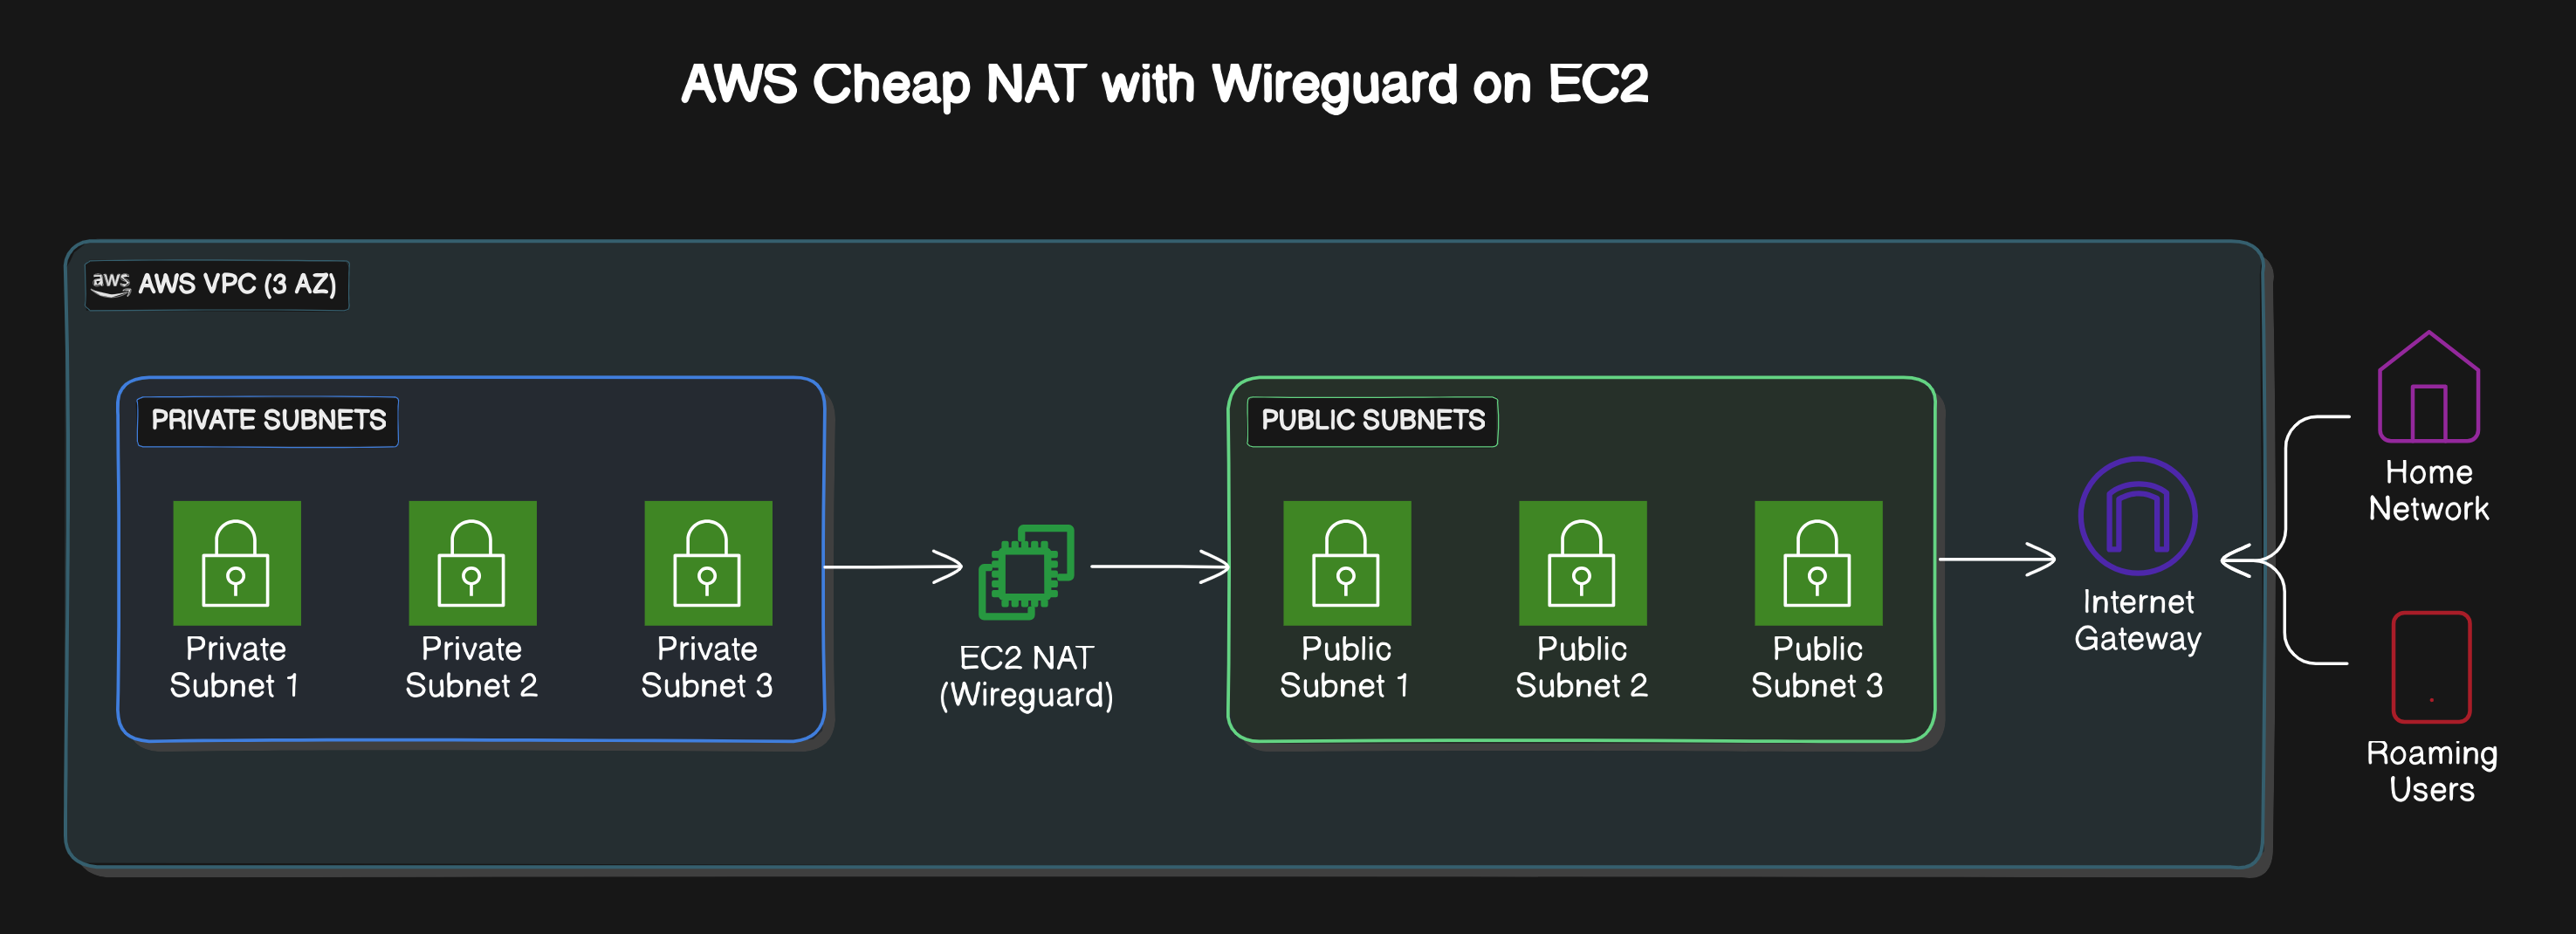 AWS Cheap NAT with Wireguard on EC2
aws AWS VPC (3 AZ)
PRIVATE SUBNETS
Private
Subnet 1
Private
Subnet 2
Private
Subnet 3
EC2 NAT
(Wireguard)
PUBLIC SUBNETS
Public
Subnet 1
Public
Subnet 2
Public
Subnet 3
Internet
Gateway
Home
Network
Roaming
Users